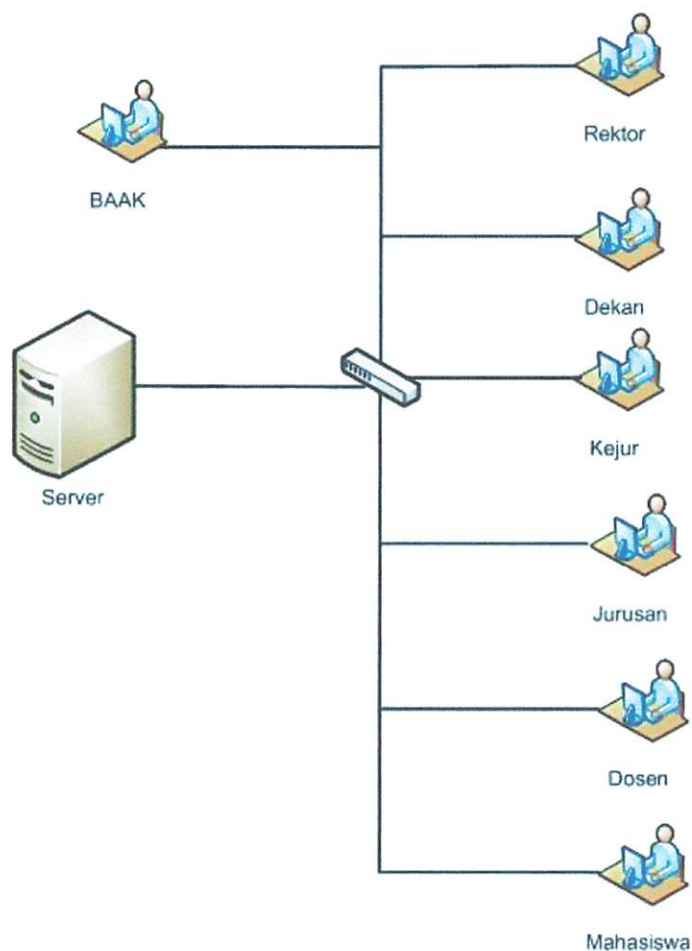 Rektor
BAAK
Dekan
Kejur
Server
Jurusan
Dosen
Mahasiswa